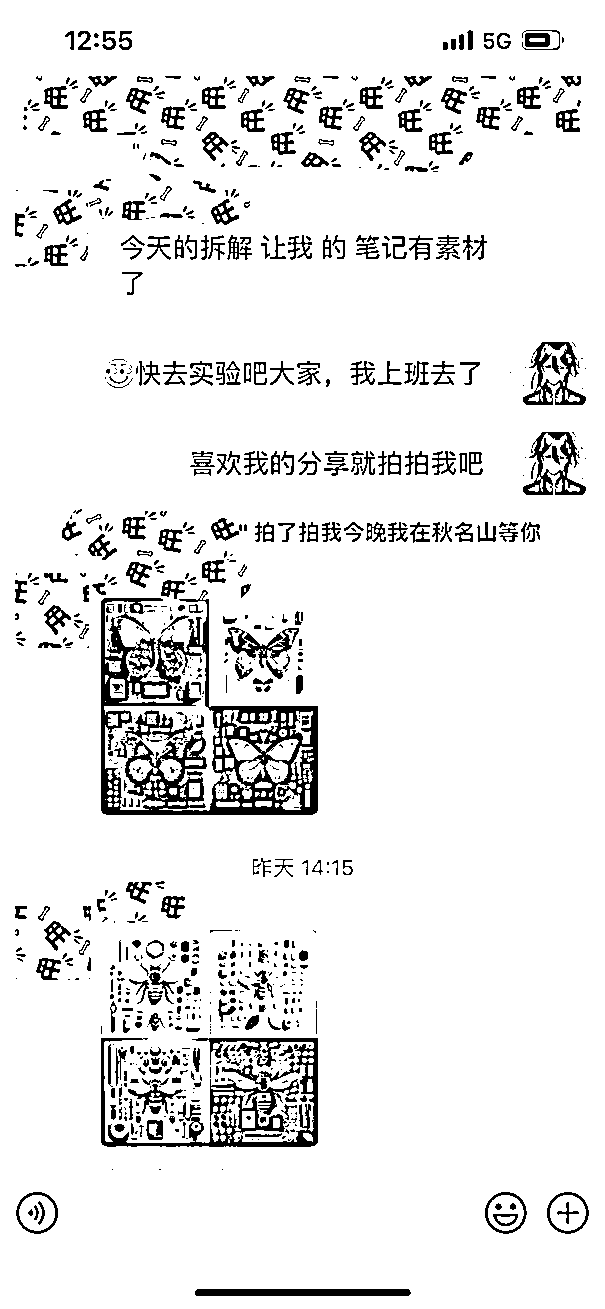 12:55
5G
今天的拆解 让我 的 笔记有素材
了
快去实验吧大家，我上班去了
喜欢我的分享就拍拍我吧
" 拍了拍我今晚我在秋名山等你
昨天 14:15